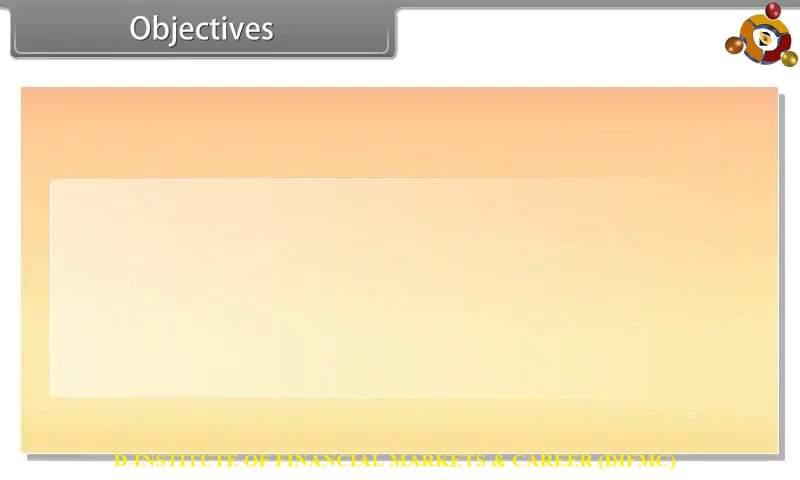 Objectives
D-INSTITUTE OF FINANCIAL MARKETS & CAREER (DIFMC)